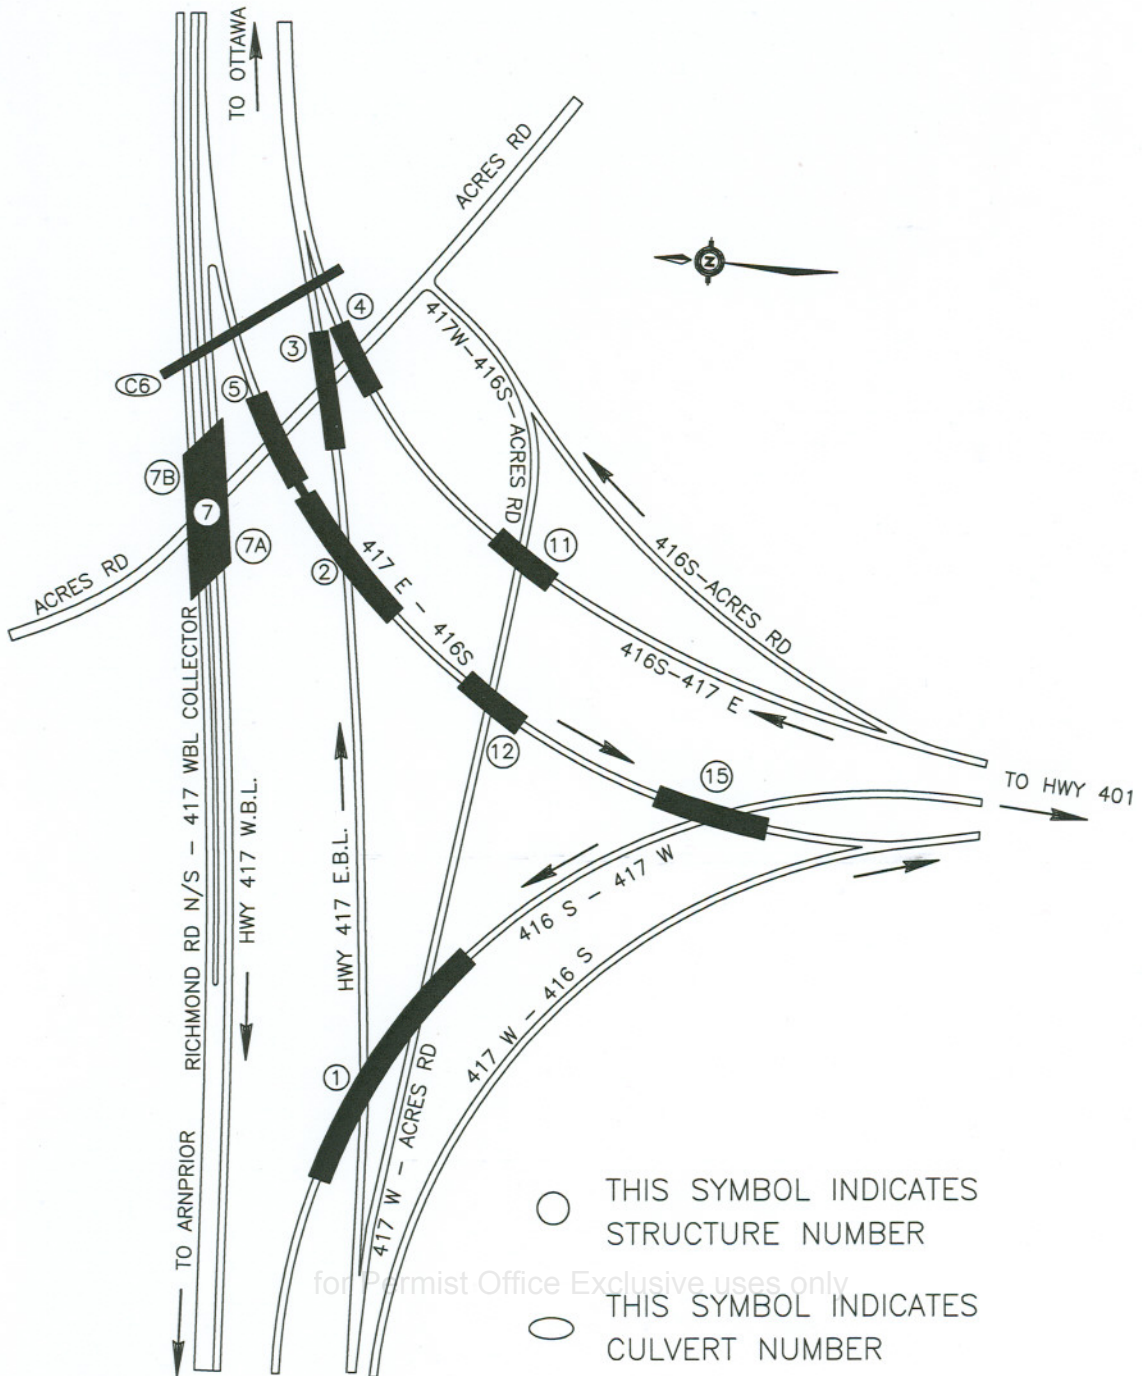 TO OTTAWA
ACRES RD
N
4
3
417W-416S-ACRES RD
C6
5
7B
7
7A
11
ACRES RD
2
417 E - 416S
416S-ACRES RD
416S-417 E
RICHMOND RD N/S - 417 WBL COLLECTOR
12
15
TO HWY 401
HWY 417 W.B.L.
HWY 417 E.B.L.
416 S - 417 W
417 W - 416 S
1
417 W - ACRES RD
TO ARNPRIOR
THIS SYMBOL INDICATES
STRUCTURE NUMBER
for Permist Office Exclusive uses only
THIS SYMBOL INDICATES
CULVERT NUMBER